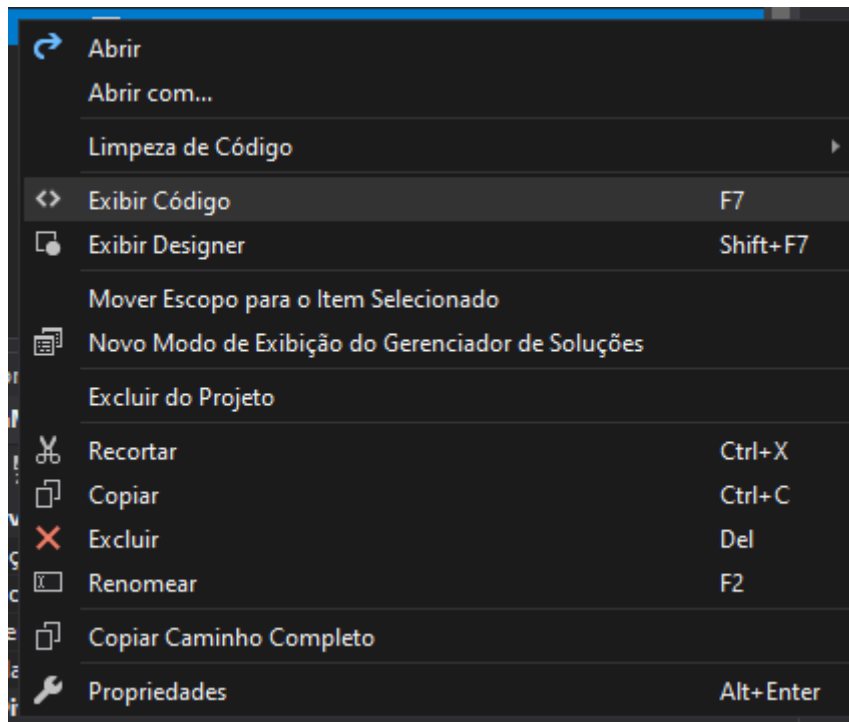 Abrir
Abrir com...
Limpeza de Código
Exibir Código F7
Exibir Designer Shift+F7
Mover Escopo para o Item Selecionado
Novo Modo de Exibição do Gerenciador de Soluções
Excluir do Projeto
Recortar Ctrl+X
Copiar Ctrl+C
Excluir Del
Renomear F2
Copiar Caminho Completo
Propriedades Alt+Enter